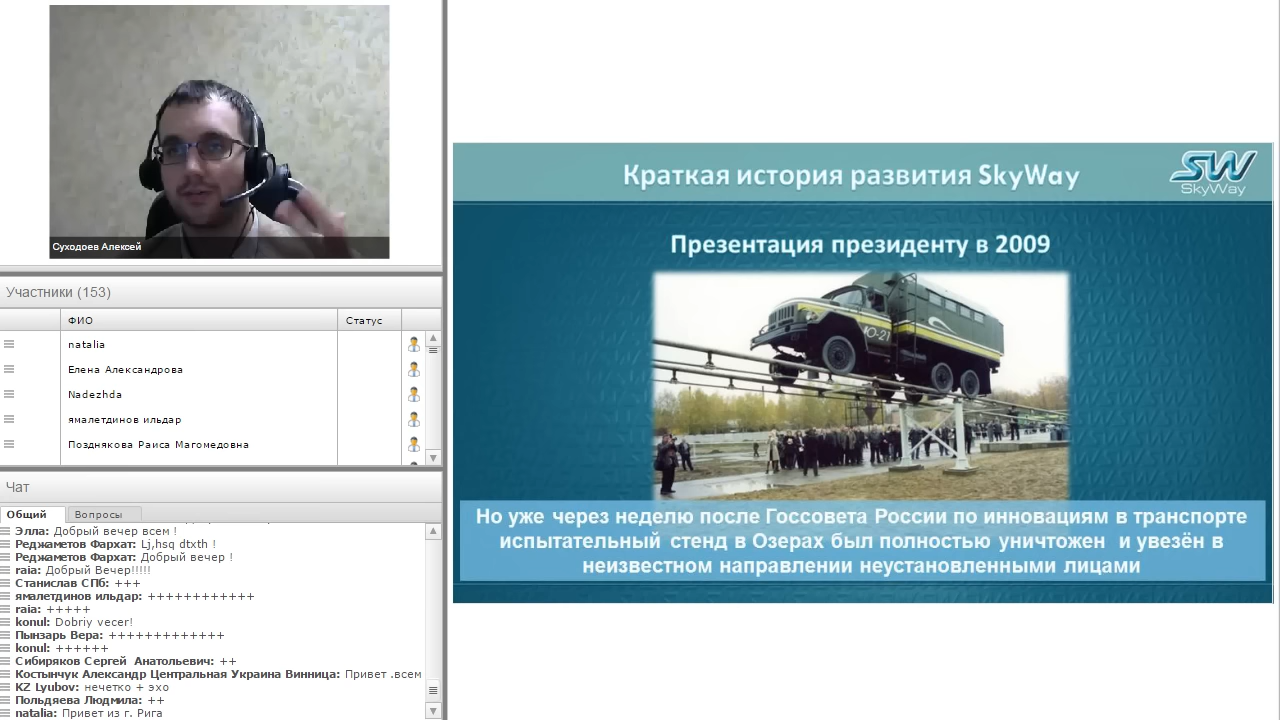 Суходоев Алексей
Участники (153)
ФИО
Статус
natalia
Елена Александрова
Nadezhda
ямалетдинов ильдар
Позднякова Раиса Магомедовна
Чат
Общий
Вопросы
Элла: Добрый вечер всем !
Реджаметов Фархат: Lj,hsq dtxth !
Реджаметов Фархат: Добрый вечер !
raia: Добрый Вечер!!!!!
Станислав СПб: +++
ямалетдинов ильдар: ++++++++++++
raia: +++++
konul: Dobriy vecer!
Пынзарь Вера: +++++++++++++
konul: ++++++
Сибиряков Сергей Анатольевич: ++
Костынчук Александр Центральная Украина Винница: Привет .всем
KZ Lyubov: нечетко + эхо
Польдяева Людмила: ++
natalia: Привет из г. Рига
Краткая история развития SkyWay
SW
SkyWay
Презентация президенту в 2009
Ю-21
Но уже через неделю после Госсовета России по инновациям в транспорте
испытательный стенд в Озерах был полностью уничтожен и увезён в
неизвестном направлении неустановленными лицами